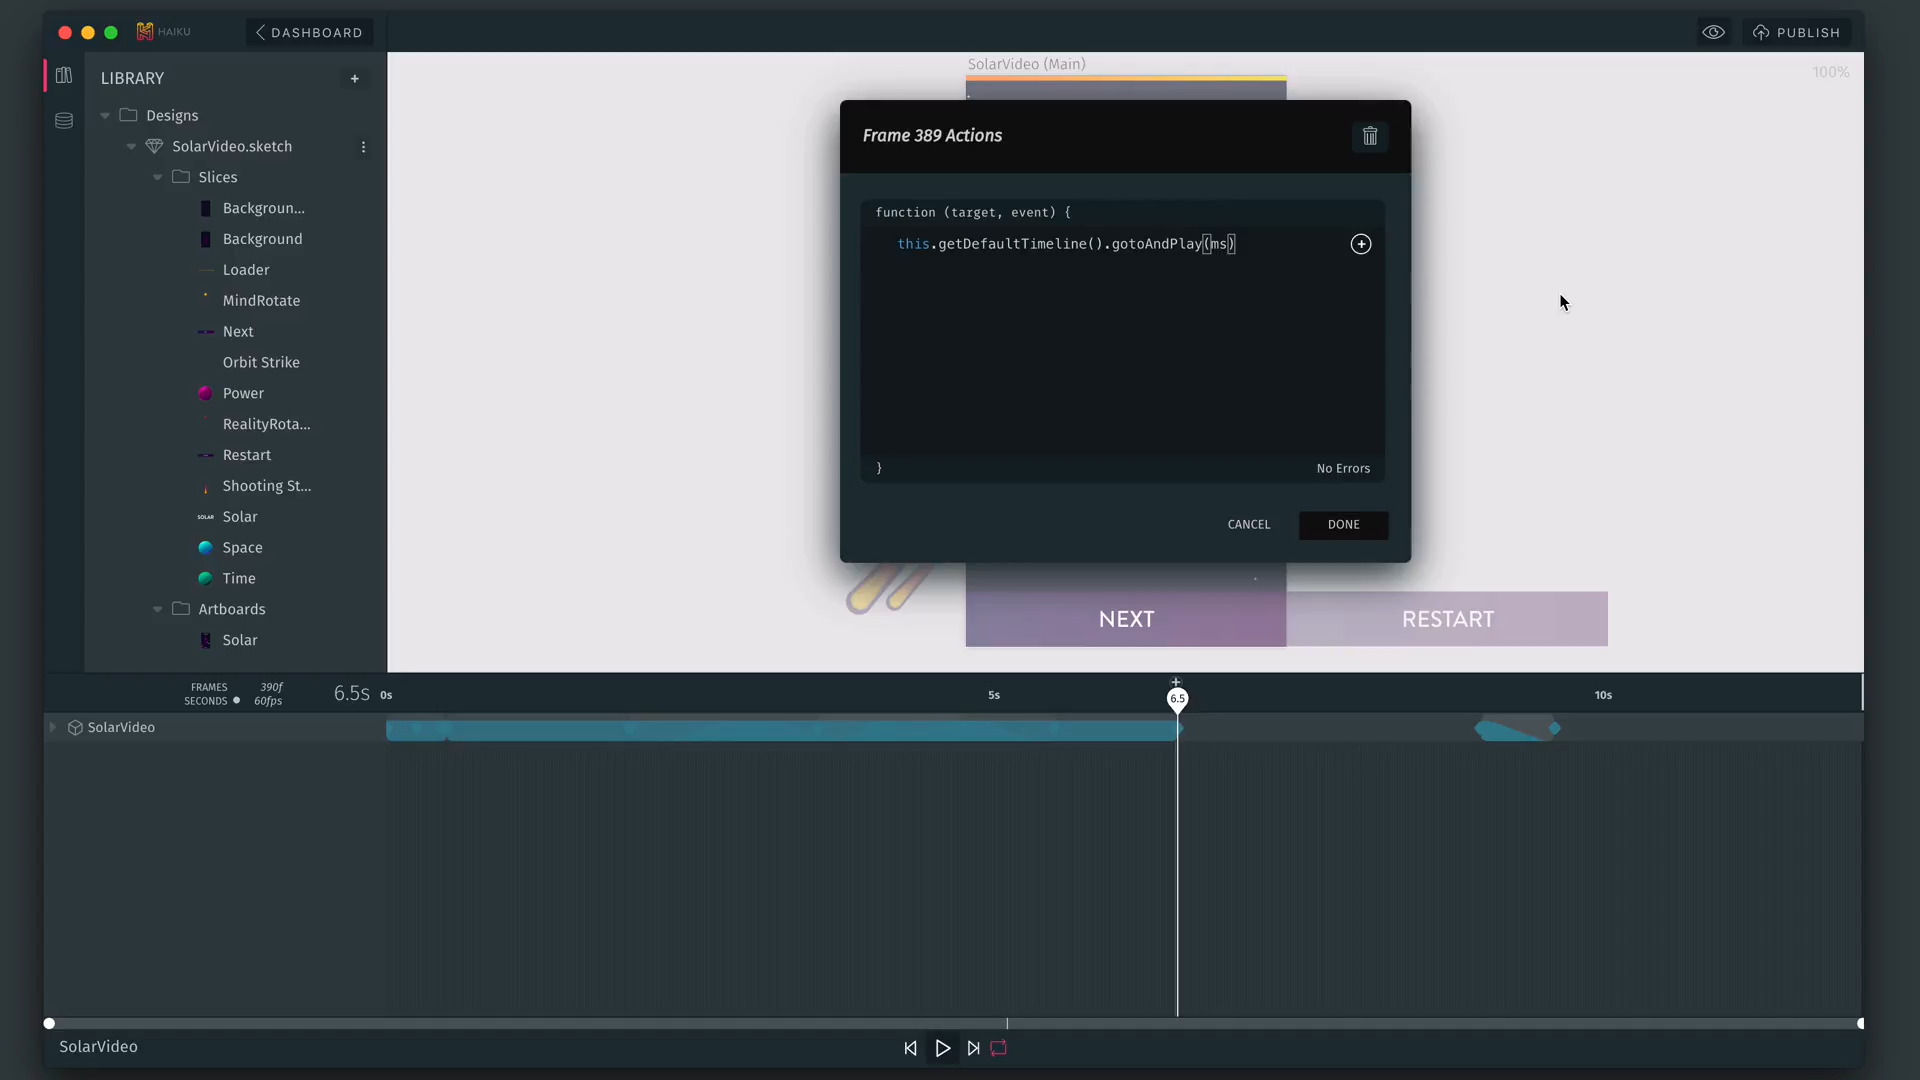 HAIKU
DASHBOARD
PUBLISH
LIBRARY
+
Designs
SolarVideo.sketch
Slices
Backgroun...
Background
Loader
MindRotate
Next
Orbit Strike
Power
RealityRota...
Restart
Shooting St...
SOLAR Solar
Space
Time
Artboards
Solar
SolarVideo (Main)
100%
Frame 389 Actions
function (target, event) {
this.getDefaultTimeline().gotoAndPlay(ms)
}
No Errors
CANCEL
DONE
NEXT
RESTART
FRAMES
SECONDS
390f
60fps
6.5s
0s
5s
6.5
10s
SolarVideo
SolarVideo